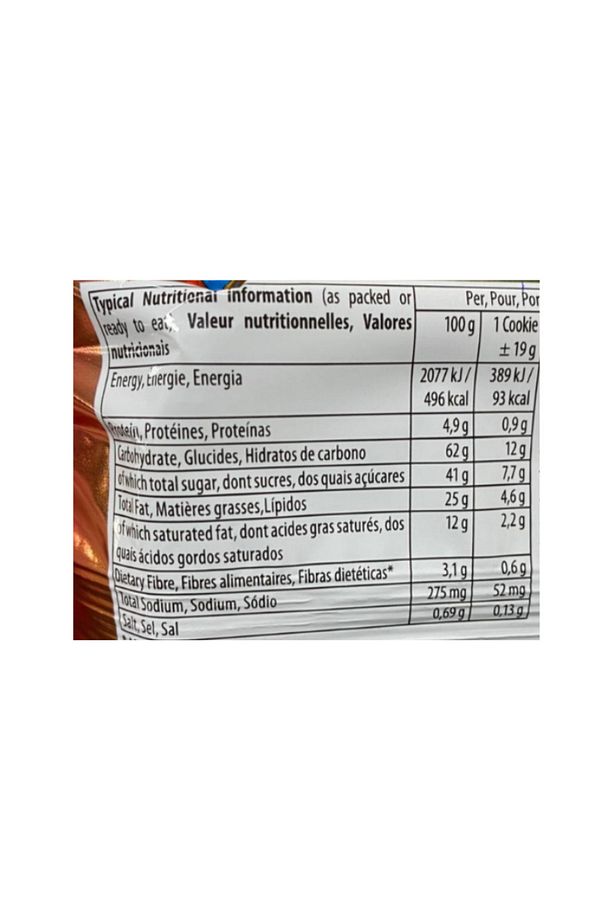 Typical Nutritional information (as packed or Per, Pour, Por
ready to eat), Valeur nutritionnelles, Valores 100 g 1 Cookie
nutricionais ± 19 g
Energy, Energie, Energia 2077 kJ / 389 kJ /
496 kcal 93 kcal
Protein, Protéines, Proteínas 4,9 g 0,9 g
Carbohydrate, Glucides, Hidratos de carbono 62 g 12 g
of which total sugar, dont sucres, dos quais açúcares 41 g 7,7 g
Total Fat, Matières grasses, Lípidos 25 g 4,6 g
of which saturated fat, dont acides gras saturés, dos 12 g 2,2 g
quais ácidos gordos saturados
Dietary Fibre, Fibres alimentaires, Fibras dietéticas* 3,1 g 0,6 g
Total Sodium, Sodium, Sódio 275 mg 52 mg
Salt, Sel, Sal 0,69 g 0,13 g